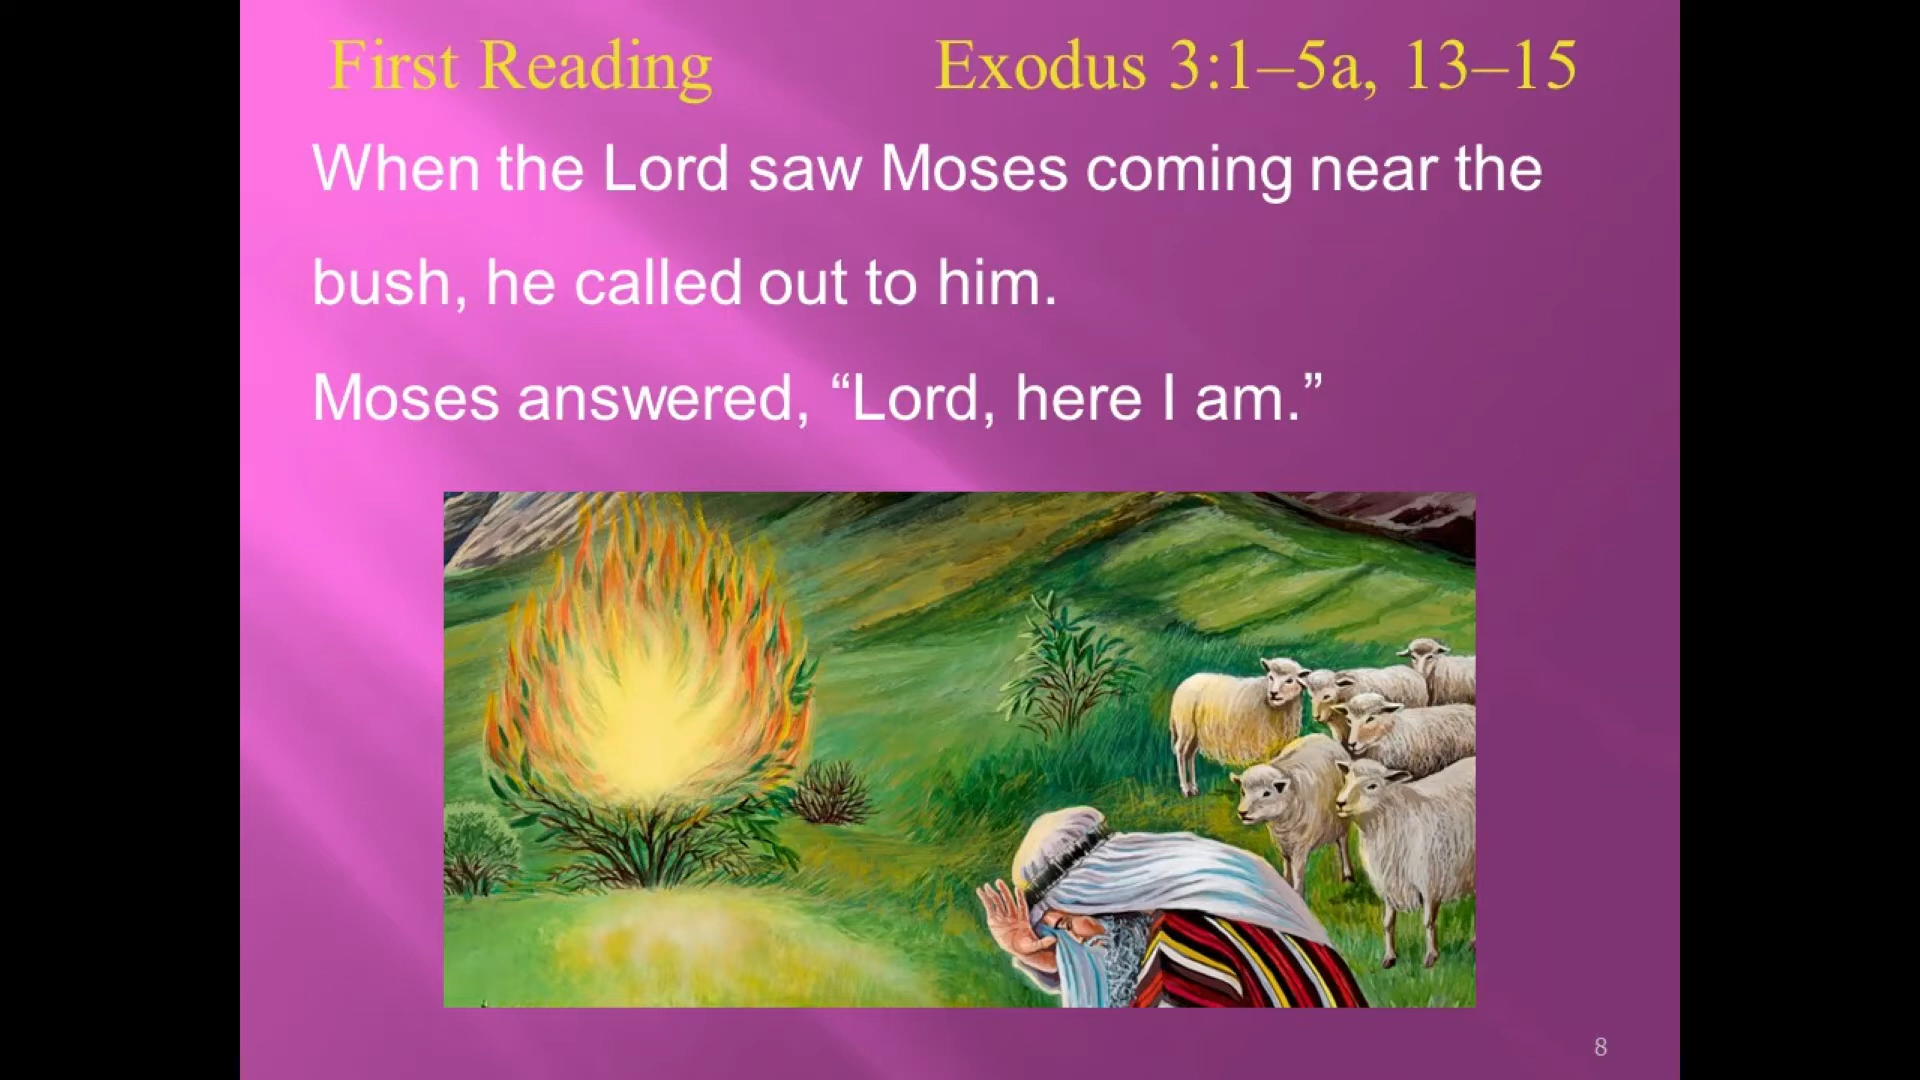 First Reading Exodus 3:1–5a, 13–15
When the Lord saw Moses coming near the
bush, he called out to him.
Moses answered, “Lord, here I am.”
8